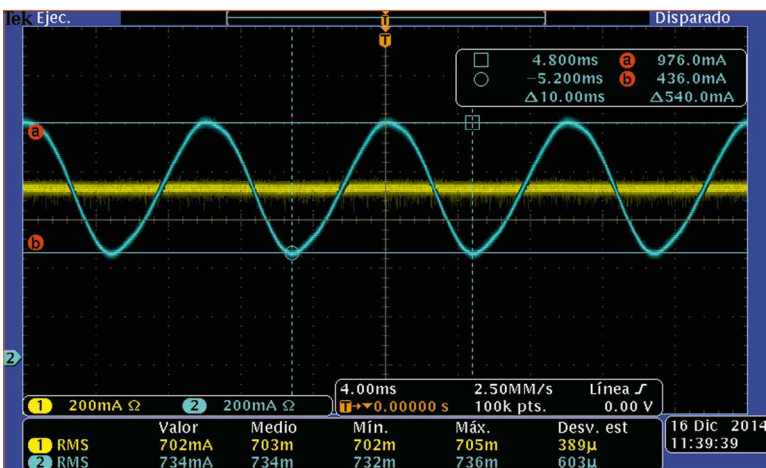 Tek Ejec.
Disparado
T
T
4.800ms a 976.0mA
−5.200ms b 436.0mA
Δ10.00ms Δ540.0mA
a
b
2
1 200mA Ω 2 200mA Ω
4.00ms 2.50MM/s Línea
T→▼0.00000 s 100k pts. 0.00 V
Valor Medio Mín. Máx. Desv. est
1 RMS 702mA 703m 702m 705m 389µ
2 RMS 734mA 734m 732m 736m 603µ
16 Dic 2014
11:39:39